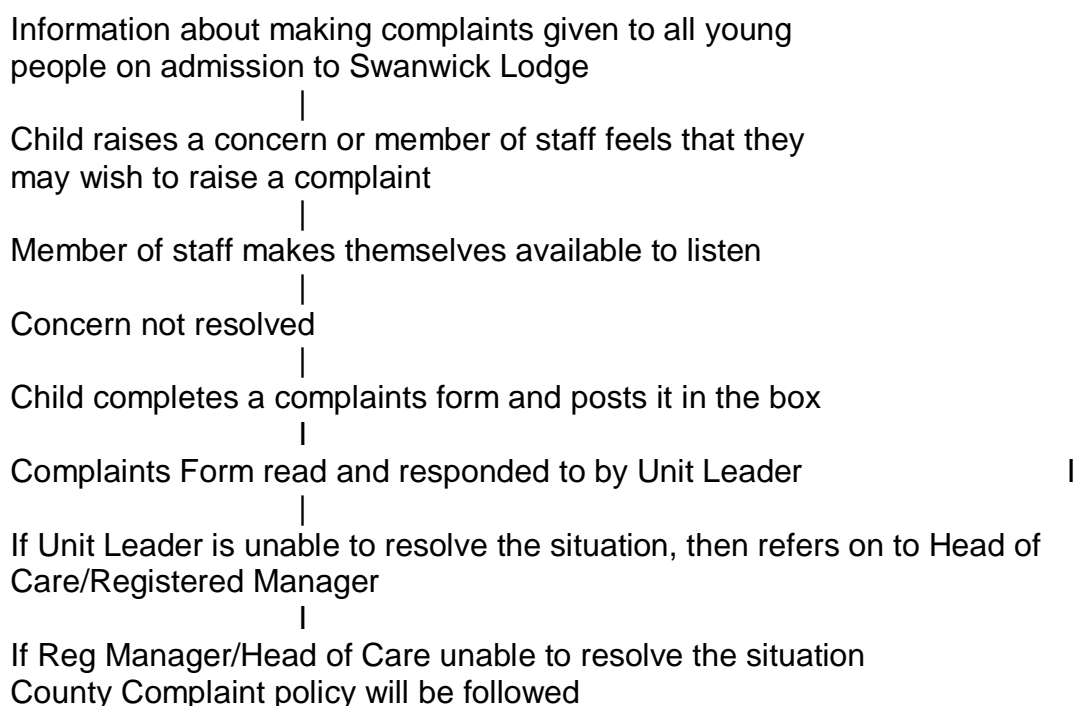 Information about making complaints given to all young
people on admission to Swanwick Lodge
|
Child raises a concern or member of staff feels that they
may wish to raise a complaint
|
Member of staff makes themselves available to listen
|
Concern not resolved
|
Child completes a complaints form and posts it in the box
I
Complaints Form read and responded to by Unit Leader I
|
If Unit Leader is unable to resolve the situation, then refers on to Head of
Care/Registered Manager
I
If Reg Manager/Head of Care unable to resolve the situation
County Complaint policy will be followed